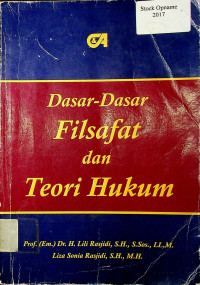 Stock Opname
2017
Dasar-Dasar
Filsafat
dan
Teori Hukum
Prof. (Em.) Dr. H. Lili Rasjidi, S.H., S.Sos., LL.M.
Liza Sonia Rasjidi, S.H., M.H.